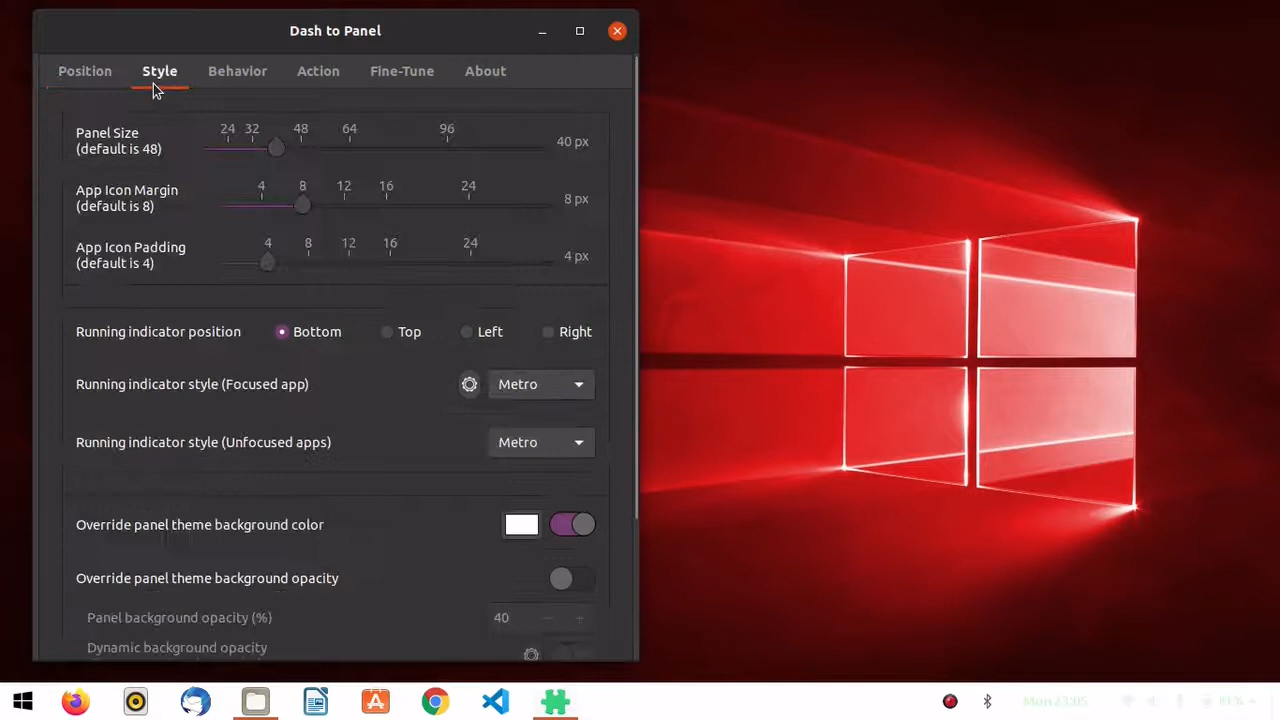 Dash to Panel
Position Style Behavior Action Fine-Tune About
Panel Size
(default is 48)
24 32 48 64 96
40 px
App Icon Margin
(default is 8)
4 8 12 16 24
8 px
App Icon Padding
(default is 4)
4 8 12 16 24
4 px
Running indicator position Bottom Top Left Right
Running indicator style (Focused app) Metro
Running indicator style (Unfocused apps) Metro
Override panel theme background color
Override panel theme background opacity
Panel background opacity (%) 40
Dynamic background opacity
Mon 23:05